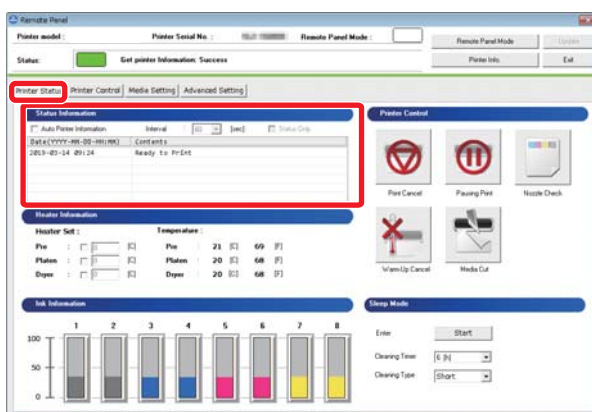 Remote Panel
Printer model : Printer Serial No. : Remote Panel Mode : Remote Panel Mode Update
Status: Get printer Information: Success Printer Info. Exit
Printer Status Printer Control Media Setting Advanced Setting
Status Information
Auto Printer Information Interval : 60 [sec] Status Only
Date(YYYY-MM-DD-HH:MM) Contents
2013-03-14 09:24 Ready to Print
Printer Control
Print Cancel Pausing Print Nozzle Check
Warm-Up Cancel Media Cut
Heater Information
Heater Set : Temperature :
Pre : [C] Pre : 21 [C] 69 [F]
Platen : [C] Platen : 20 [C] 68 [F]
Dryer : [C] Dryer : 20 [C] 68 [F]
Ink Information
1 2 3 4 5 6 7 8
100
50
0
Sleep Mode
Enter Start
Cleaning Timer 6 [h]
Cleaning Type Short